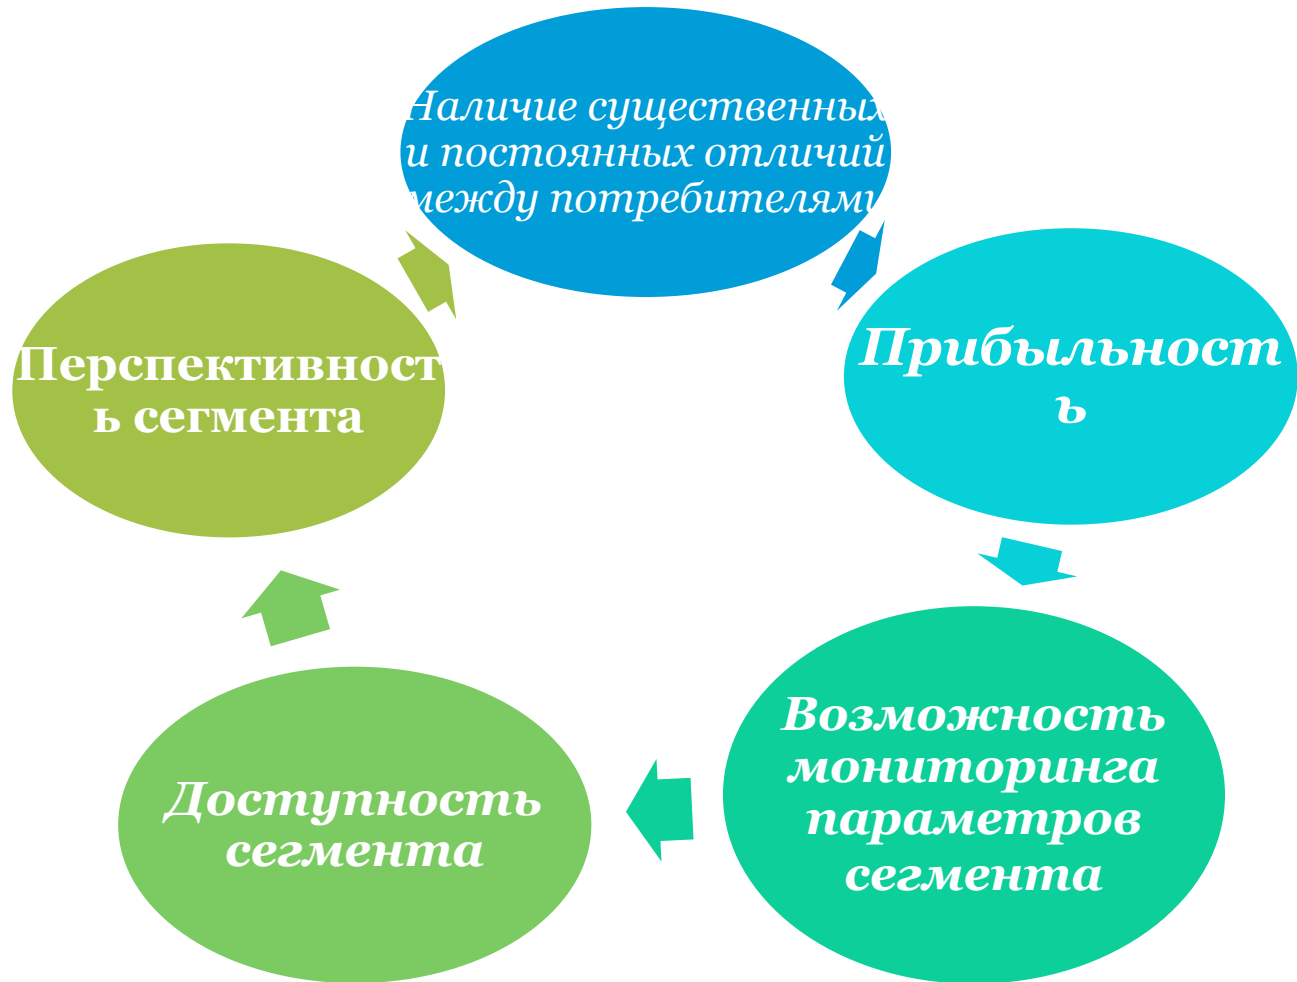 Наличие существенных
и постоянных отличий
между потребителями
Прибыльност
ь
Возможность
мониторинга
параметров
сегмента
Доступность
сегмента
Перспективност
ь сегмента